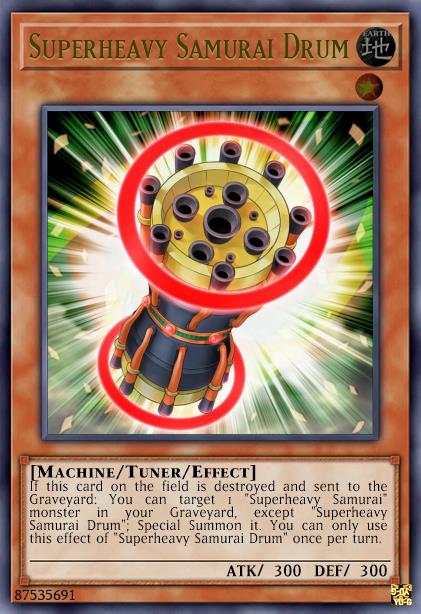 Superheavy Samurai Drum
EARTH
地
[Machine/Tuner/Effect]
If this card on the field is destroyed and sent to the
Graveyard: You can target 1 "Superheavy Samurai"
monster in your Graveyard, except "Superheavy
Samurai Drum"; Special Summon it. You can only use
this effect of "Superheavy Samurai Drum" once per turn.
ATK/ 300 DEF/ 300
87535691